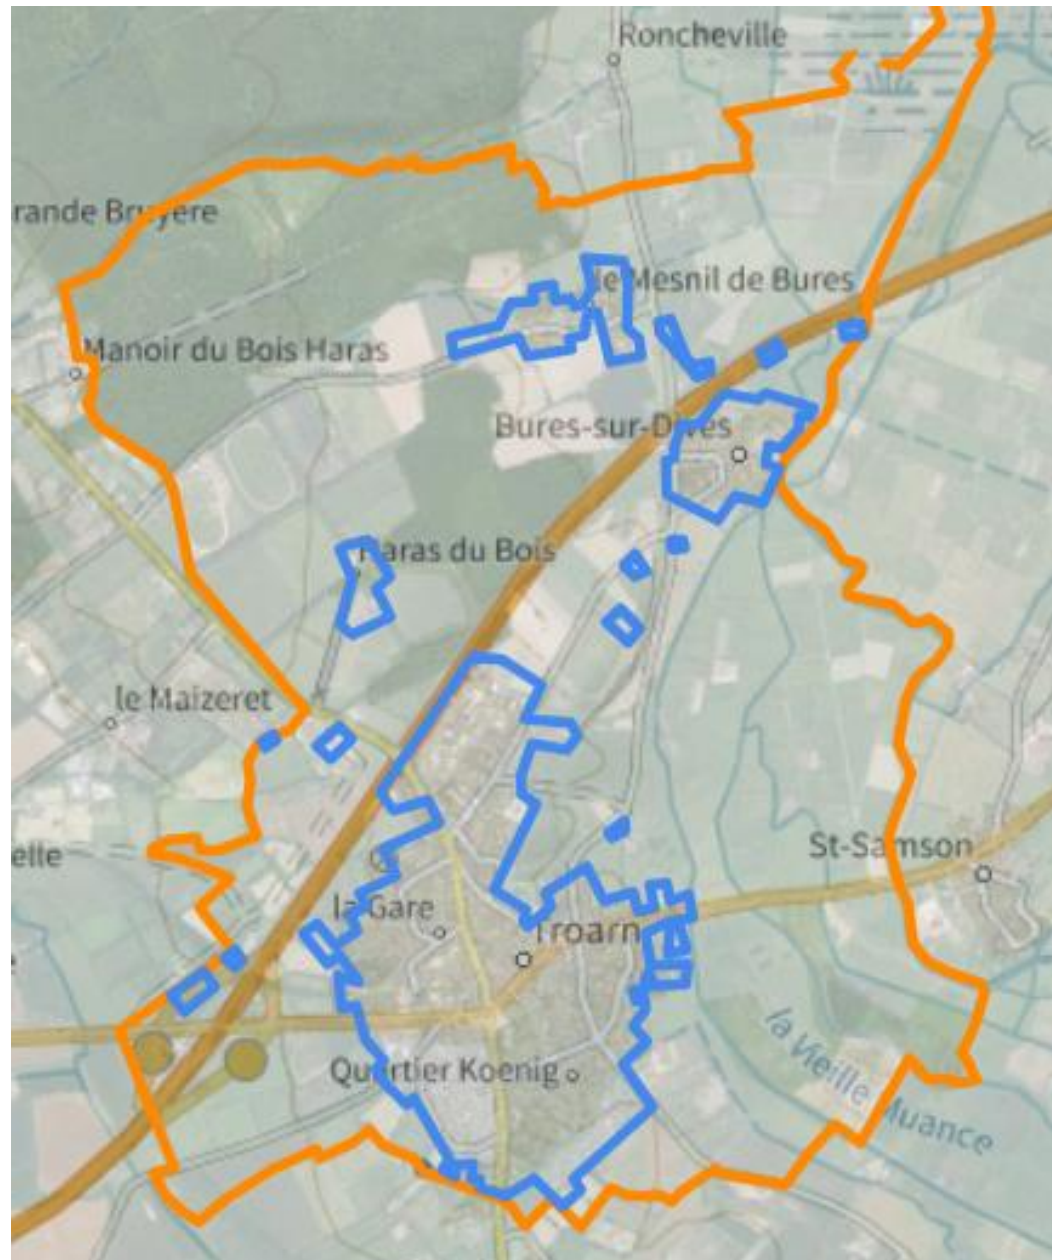 Roncheville
rande Bruyère
le Mesnil de Bures
Manoir du Bois Haras
Bures-sur-Dives
Haras du Bois
le Maizeret
St-Samson
elle
la Gare
Troarn
la Vieille Muance
Quartier Koenig